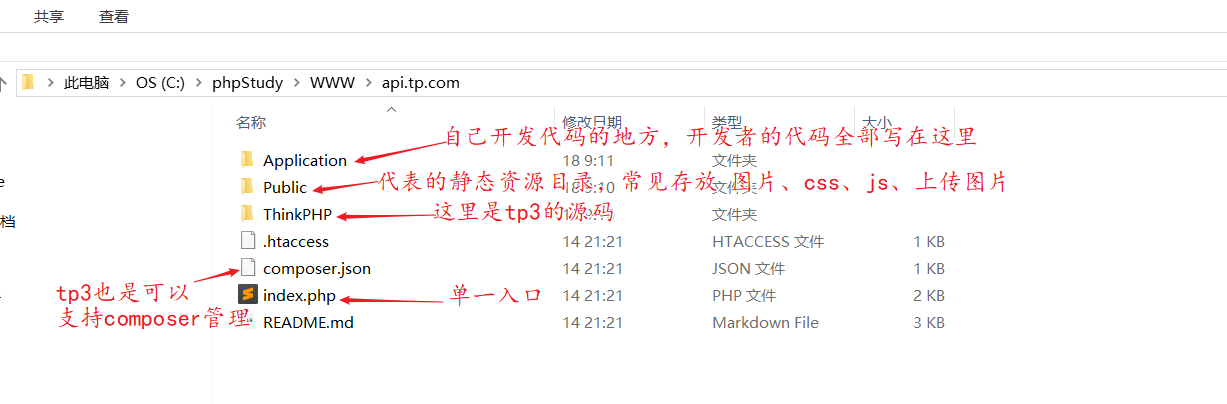 共享 查看
此电脑 > OS (C:) > phpStudy > WWW > api.tp.com
名称 修改日期 类型 大小
自己开发代码的地方，开发者的代码全部写在这里
Application 18 9:11 文件夹
代表的静态资源目录，常见存放 图片、css、js、上传图片
Public 18 9:10 文件夹
这里是tp3的源码
ThinkPHP 文件夹
档
.htaccess 14 21:21 HTACCESS 文件 1 KB
composer.json 14 21:21 JSON 文件 1 KB
tp3也是可以
支持composer管理
index.php 14 21:21 PHP 文件 2 KB
单一入口
README.md 14 21:21 Markdown File 3 KB